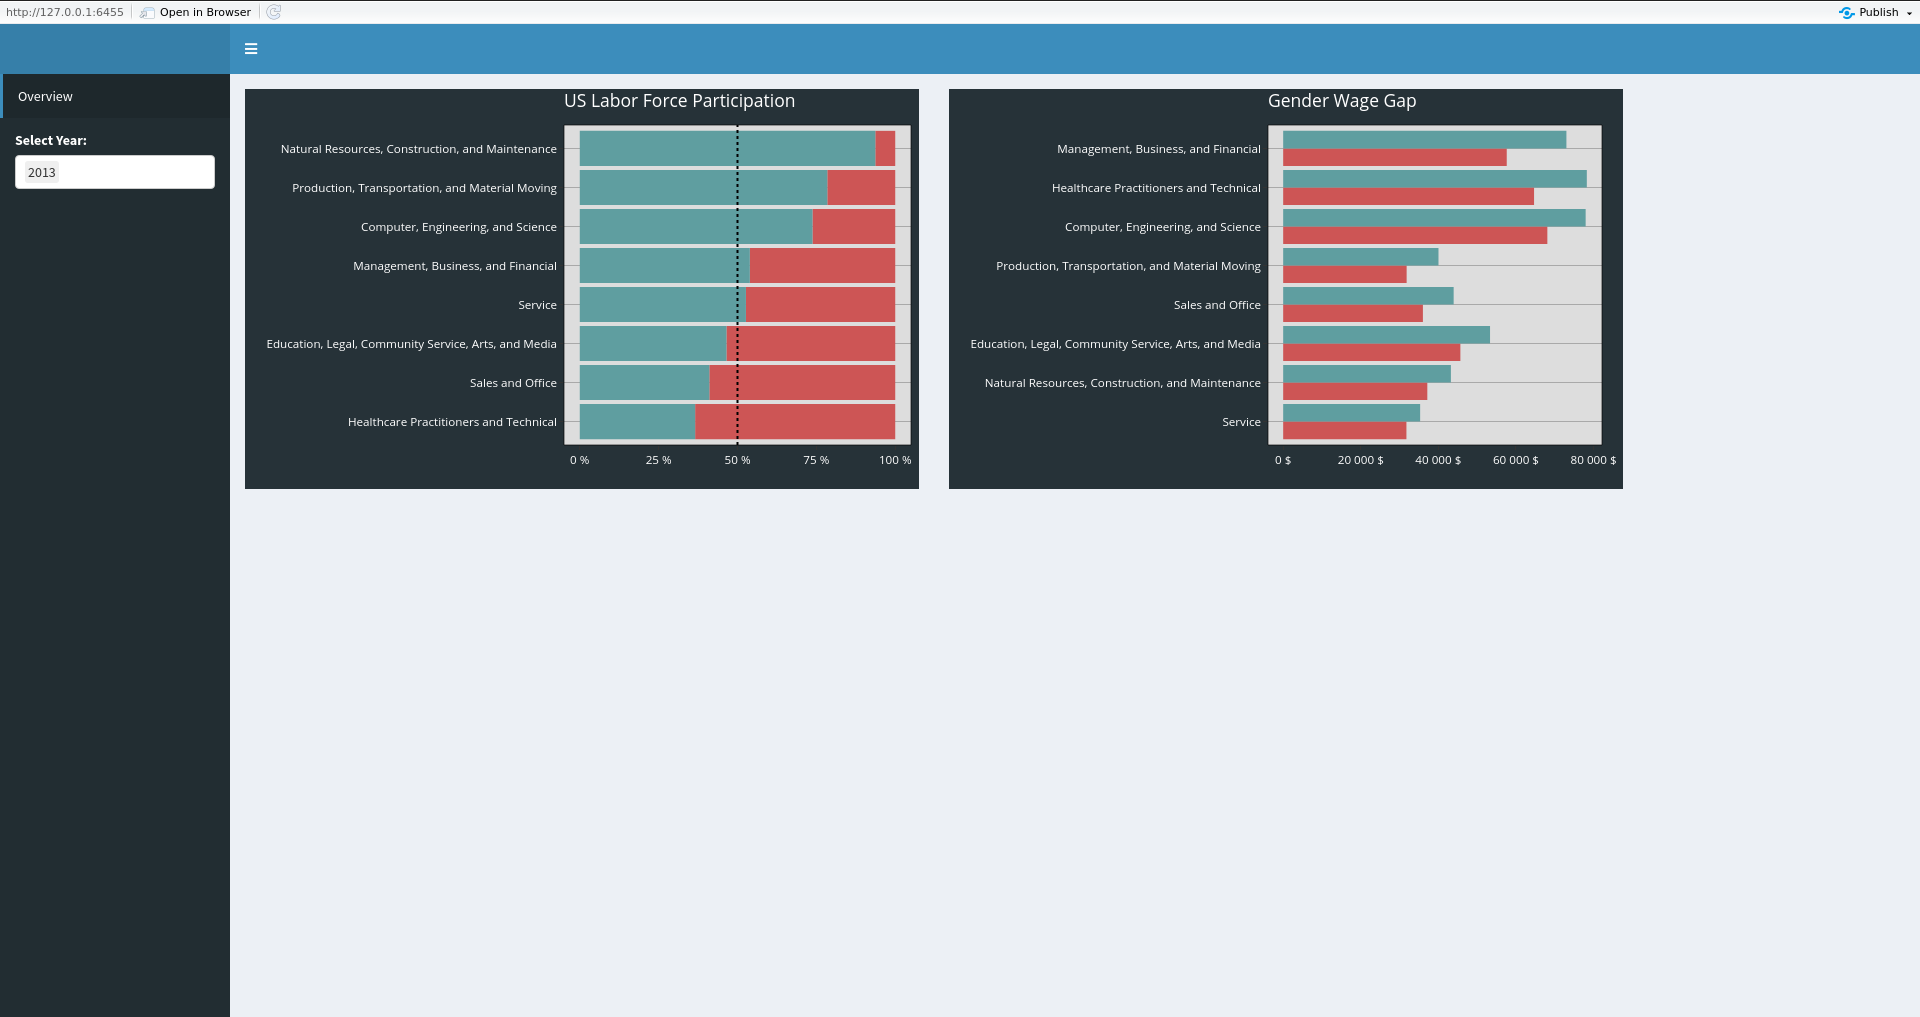 http://127.0.0.1:6455 Open in Browser Publish
Overview
Select Year:
2013
US Labor Force Participation
Natural Resources, Construction, and Maintenance
Production, Transportation, and Material Moving
Computer, Engineering, and Science
Management, Business, and Financial
Service
Education, Legal, Community Service, Arts, and Media
Sales and Office
Healthcare Practitioners and Technical
0 % 25 % 50 % 75 % 100 %
Gender Wage Gap
Management, Business, and Financial
Healthcare Practitioners and Technical
Computer, Engineering, and Science
Production, Transportation, and Material Moving
Sales and Office
Education, Legal, Community Service, Arts, and Media
Natural Resources, Construction, and Maintenance
Service
0 $ 20 000 $ 40 000 $ 60 000 $ 80 000 $